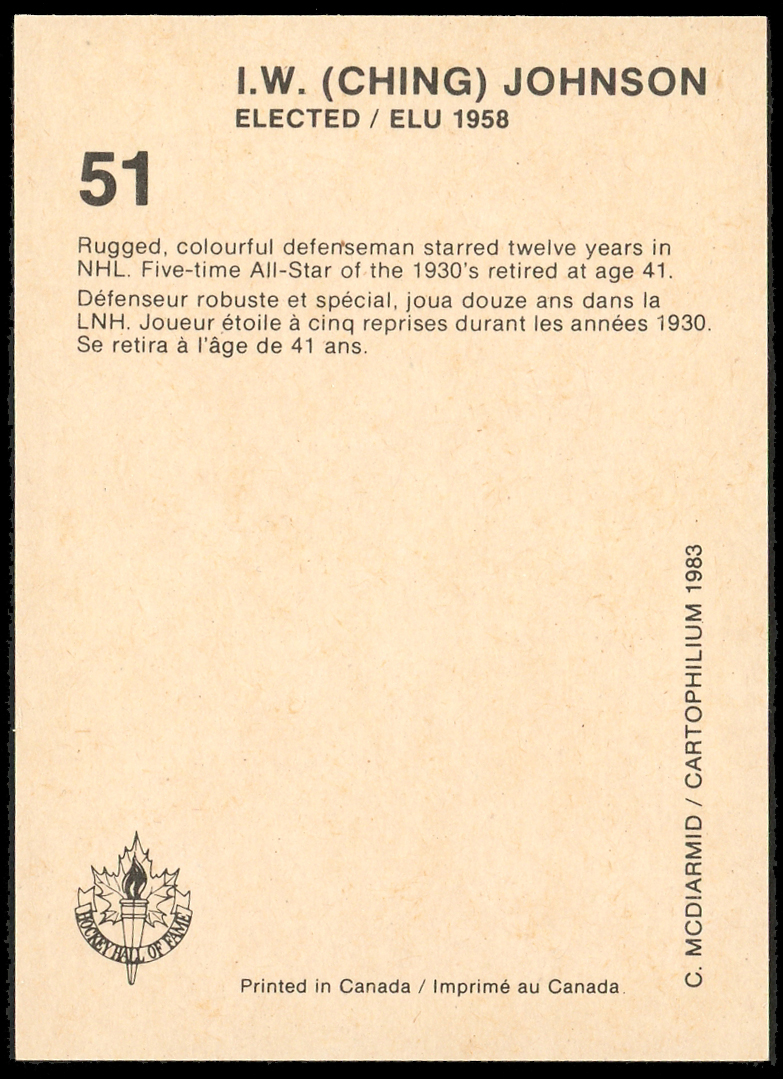 I.W. (CHING) JOHNSON
ELECTED / ELU 1958
51
Rugged, colourful defenseman starred twelve years in
NHL. Five-time All-Star of the 1930's retired at age 41.
Défenseur robuste et spécial, joua douze ans dans la
LNH. Joueur étoile à cinq reprises durant les années 1930.
Se retira à l'âge de 41 ans.
C. MCDIARMID / CARTOPHILIUM 1983
HOCKEY HALL OF FAME
Printed in Canada / Imprimé au Canada.